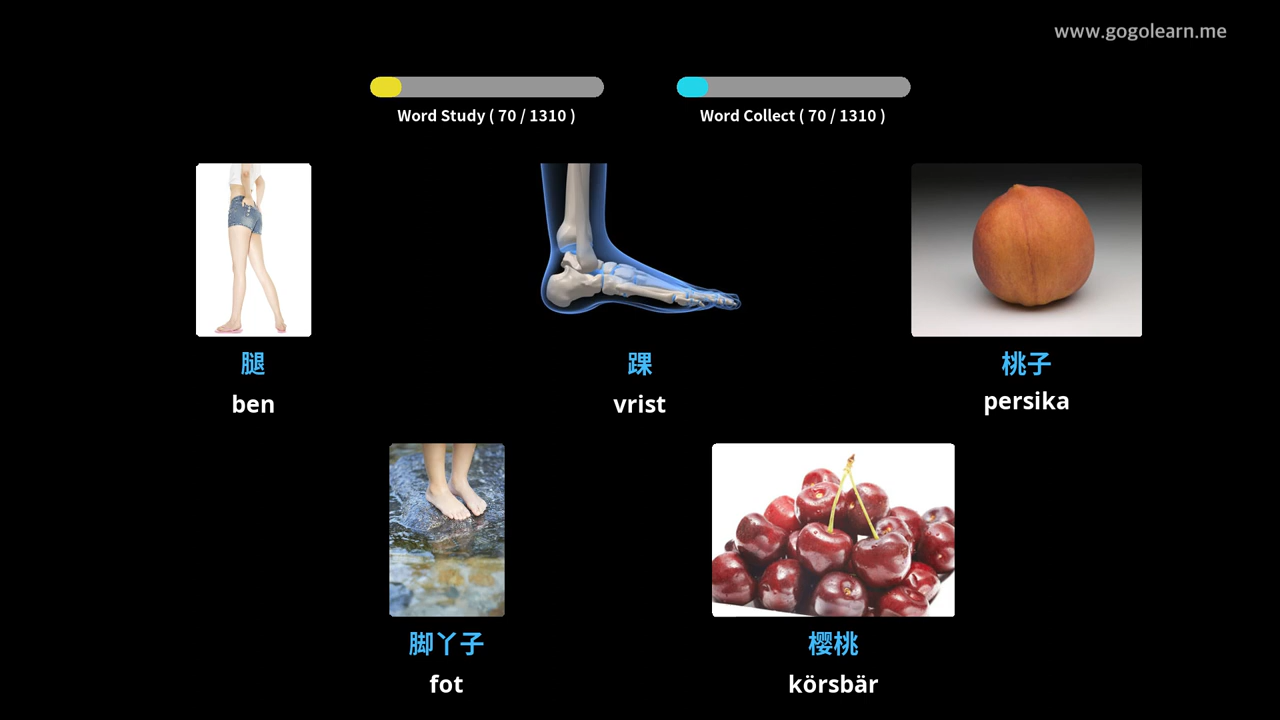 www.gogolearn.me
Word Study ( 70 / 1310 )
Word Collect ( 70 / 1310 )
腿
踝
桃子
ben
vrist
persika
脚丫子
樱桃
fot
körsbär